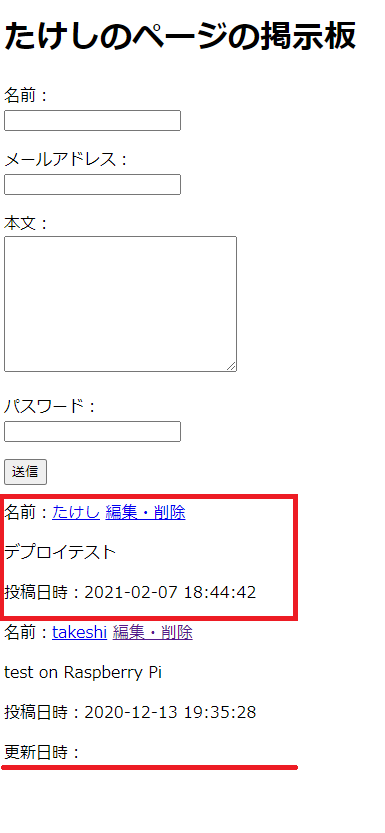 たけしのページの掲示板
名前：
メールアドレス：
本文：
パスワード：
送信
名前：たけし 編集・削除
デプロイテスト
投稿日時：2021-02-07 18:44:42
名前：takeshi 編集・削除
test on Raspberry Pi
投稿日時：2020-12-13 19:35:28
更新日時：